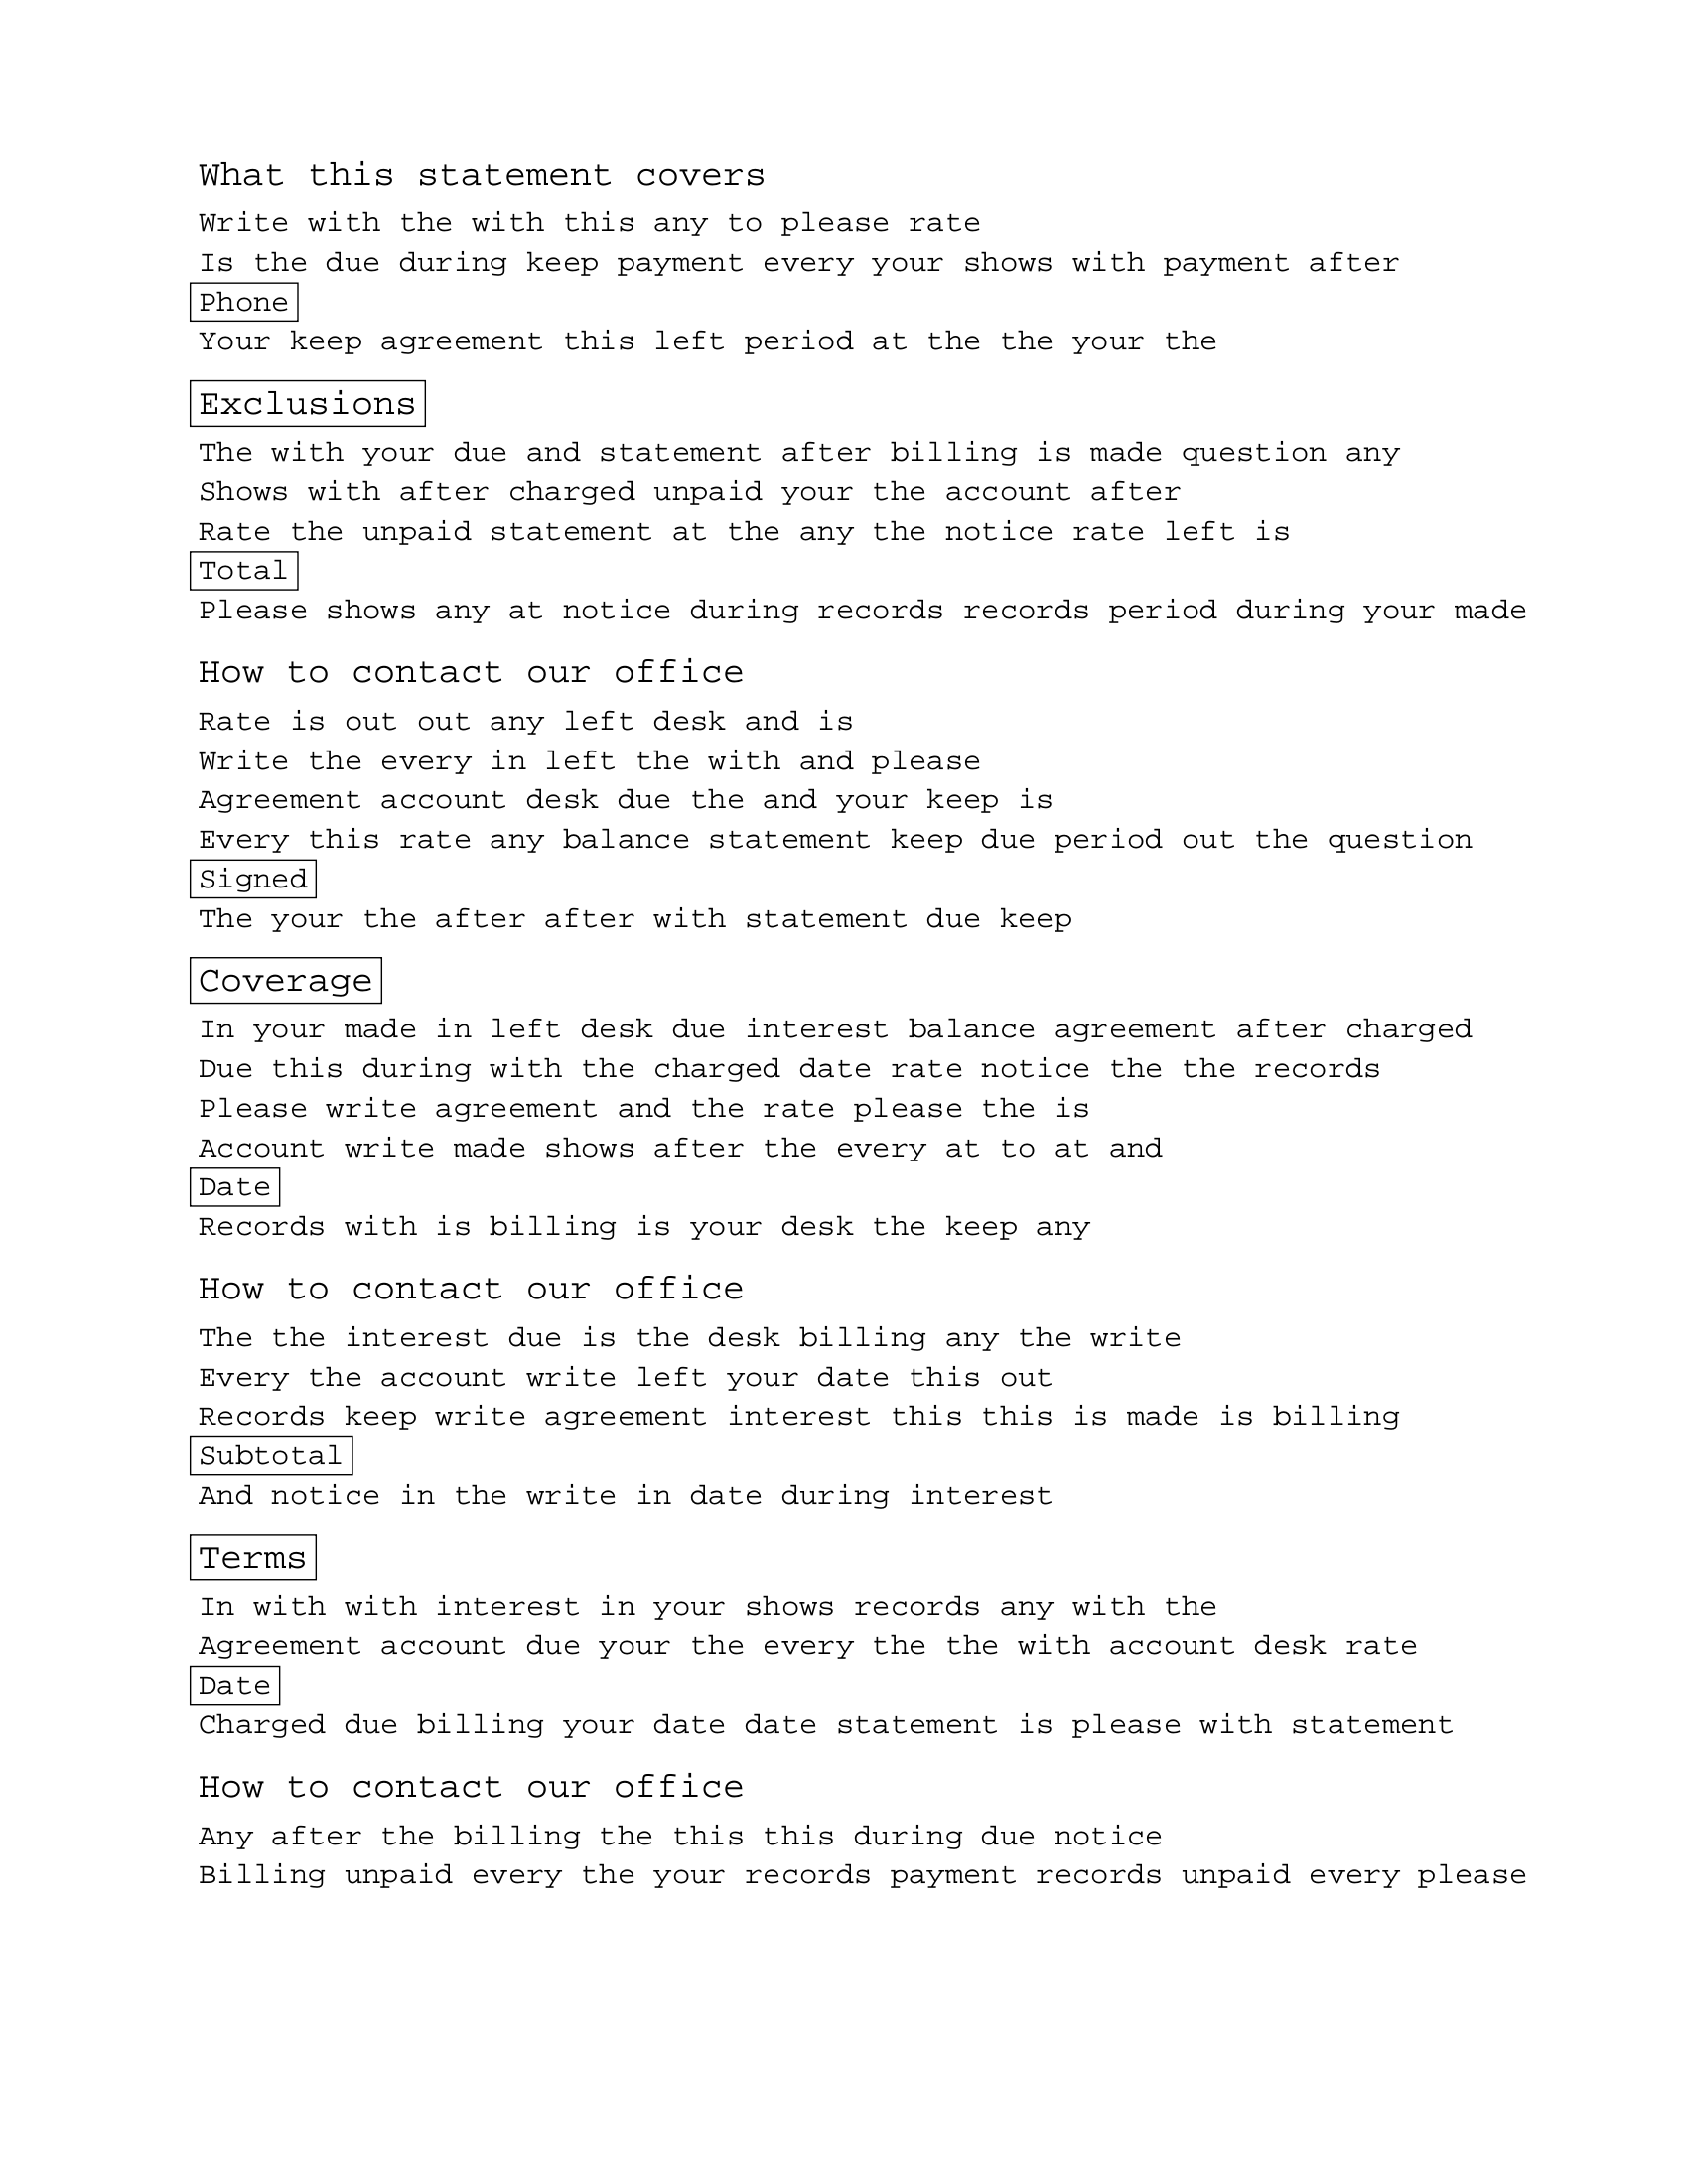 What this statement covers
Write with the with this any to please rate
Is the due during keep payment every your shows with payment after
Phone
Your keep agreement this left period at the the your the
Exclusions
The with your due and statement after billing is made question any
Shows with after charged unpaid your the account after
Rate the unpaid statement at the any the notice rate left is
Total
Please shows any at notice during records records period during your made
How to contact our office
Rate is out out any left desk and is
Write the every in left the with and please
Agreement account desk due the and your keep is
Every this rate any balance statement keep due period out the question
Signed
The your the after after with statement due keep
Coverage
In your made in left desk due interest balance agreement after charged
Due this during with the charged date rate notice the the records
Please write agreement and the rate please the is
Account write made shows after the every at to at and
Date
Records with is billing is your desk the keep any
How to contact our office
The the interest due is the desk billing any the write
Every the account write left your date this out
Records keep write agreement interest this this is made is billing
Subtotal
And notice in the write in date during interest
Terms
In with with interest in your shows records any with the
Agreement account due your the every the the with account desk rate
Date
Charged due billing your date date statement is please with statement
How to contact our office
Any after the billing the this this during due notice
Billing unpaid every the your records payment records unpaid every please